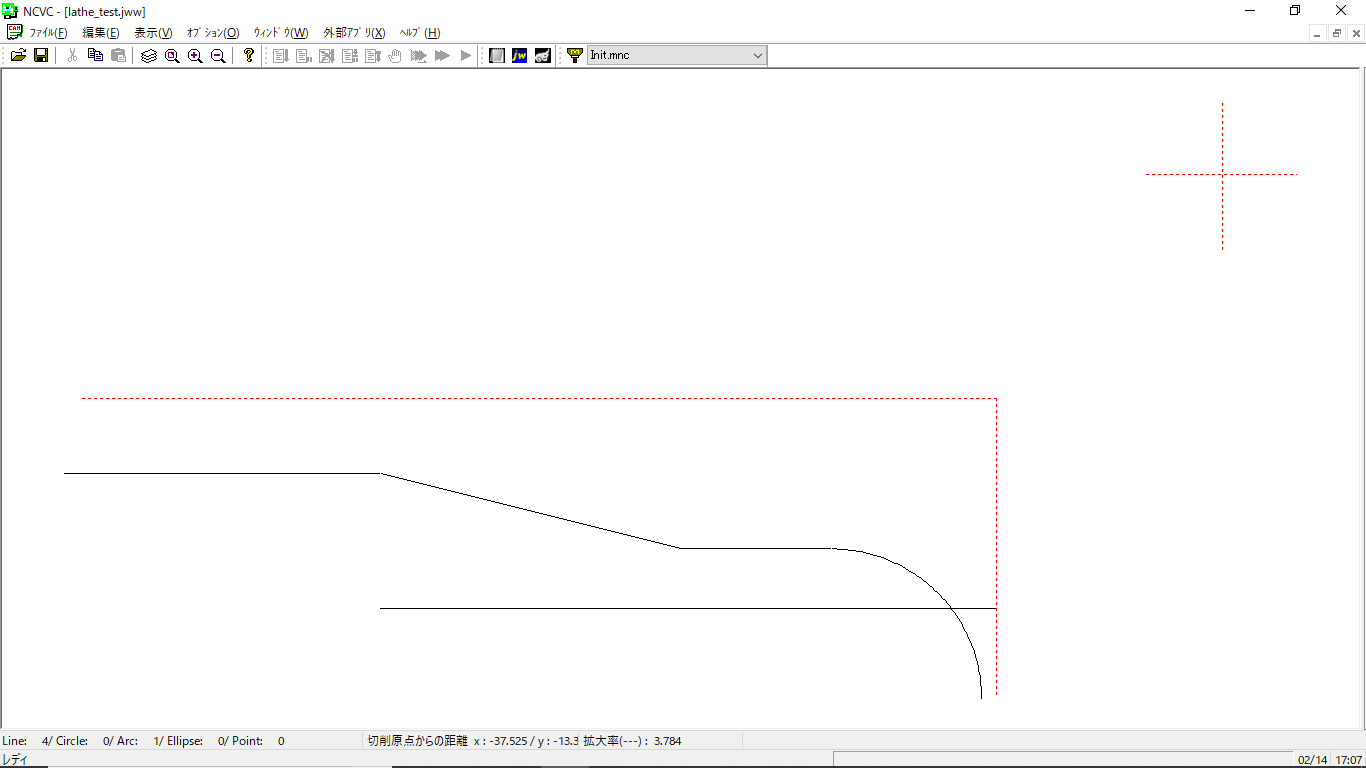 NCVC - [lathe_test.jww]
ﾌｧｲﾙ(F) 編集(E) 表示(V) ｵﾌﾟｼｮﾝ(O) ｳｨﾝﾄﾞｳ(W) 外部ｱﾌﾟﾘ(X) ﾍﾙﾌﾟ(H)
CAM
jw Init.mnc
Line: 4/ Circle: 0/ Arc: 1/ Ellipse: 0/ Point: 0 切削原点からの距離 x : -37.525 / y : -13.3 拡大率(---) : 3.784
レディ 02/14 17:07